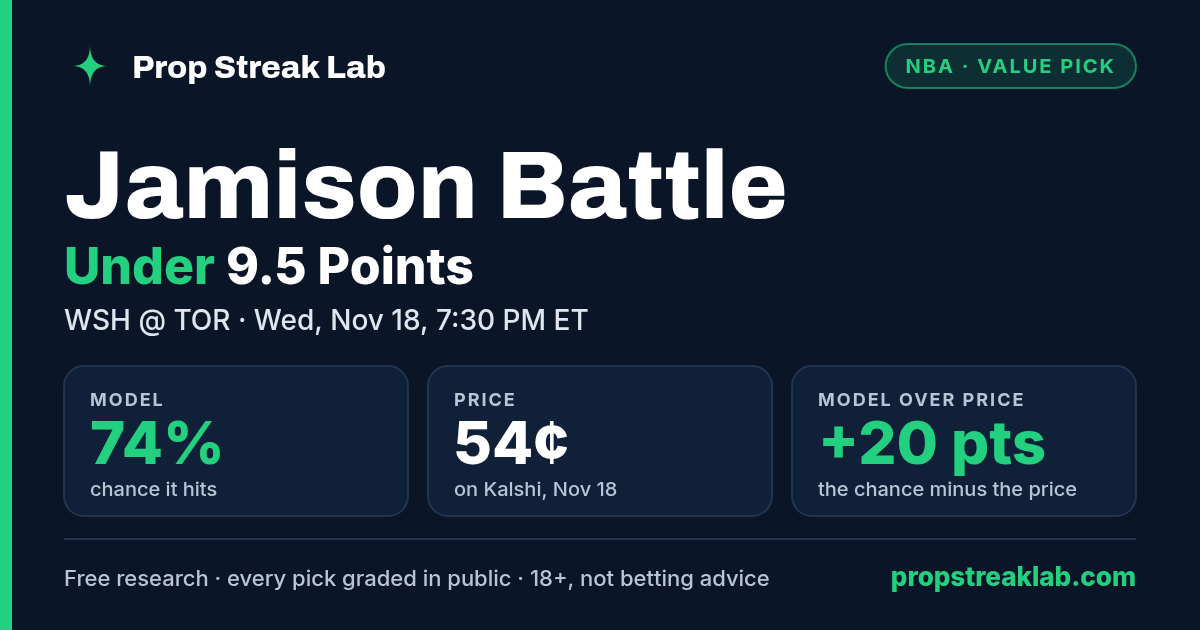 Prop Streak Lab
NBA · VALUE PICK
Jamison Battle
Under 9.5 Points
WSH @ TOR · Wed, Nov 18, 7:30 PM ET
MODEL
74%
chance it hits
PRICE
54¢
on Kalshi, Nov 18
MODEL OVER PRICE
+20 pts
the chance minus the price
Free research · every pick graded in public · 18+, not betting advice
propstreaklab.com